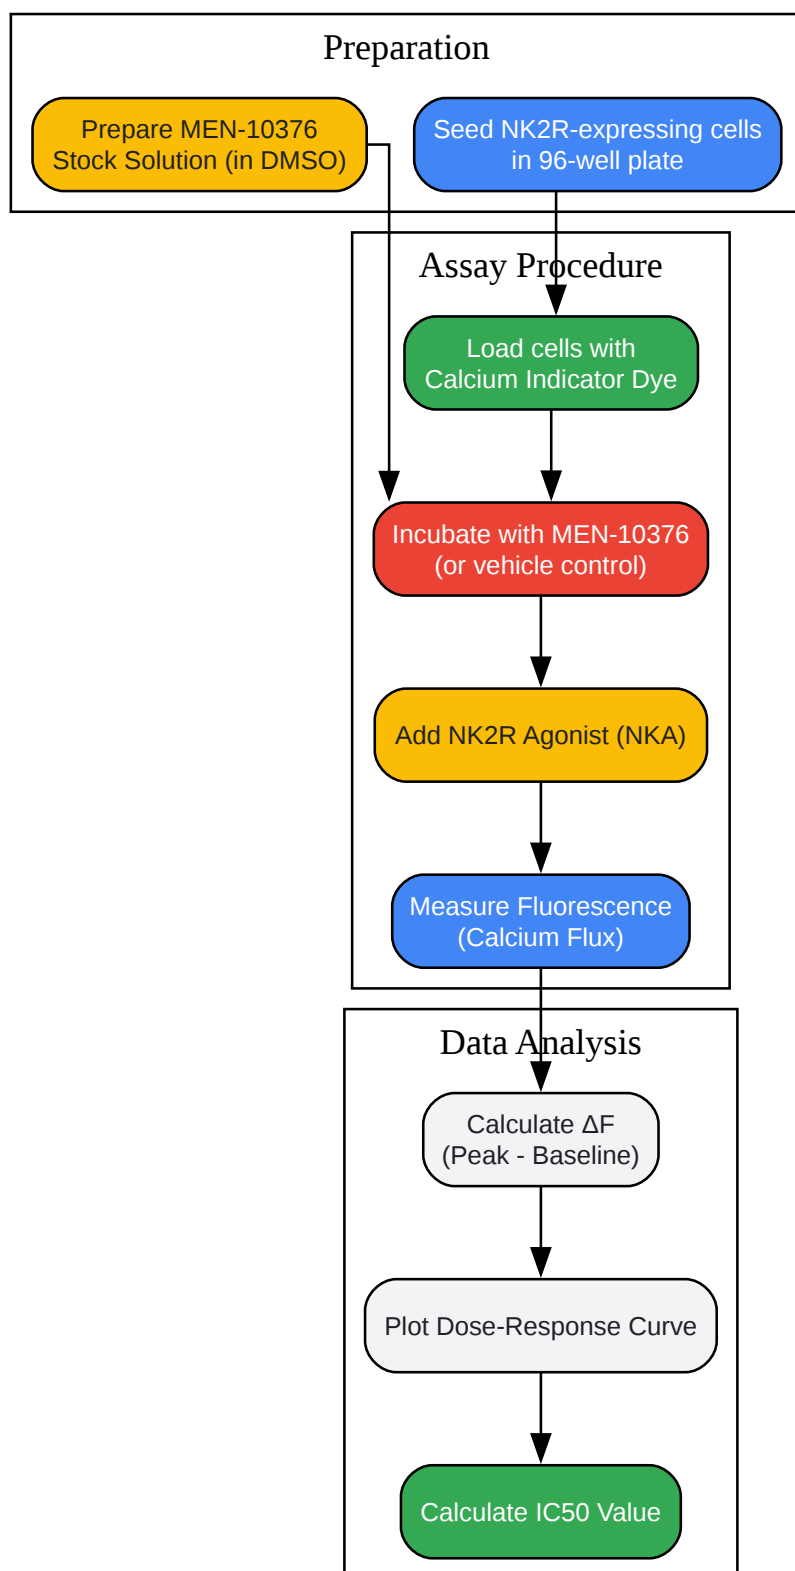 Preparation
Prepare MEN-10376
Stock Solution (in DMSO)
Seed NK2R-expressing cells
in 96-well plate
Assay Procedure
Load cells with
Calcium Indicator Dye
Incubate with MEN-10376
(or vehicle control)
Add NK2R Agonist (NKA)
Measure Fluorescence
(Calcium Flux)
Data Analysis
Calculate ΔF
(Peak - Baseline)
Plot Dose-Response Curve
Calculate IC50 Value